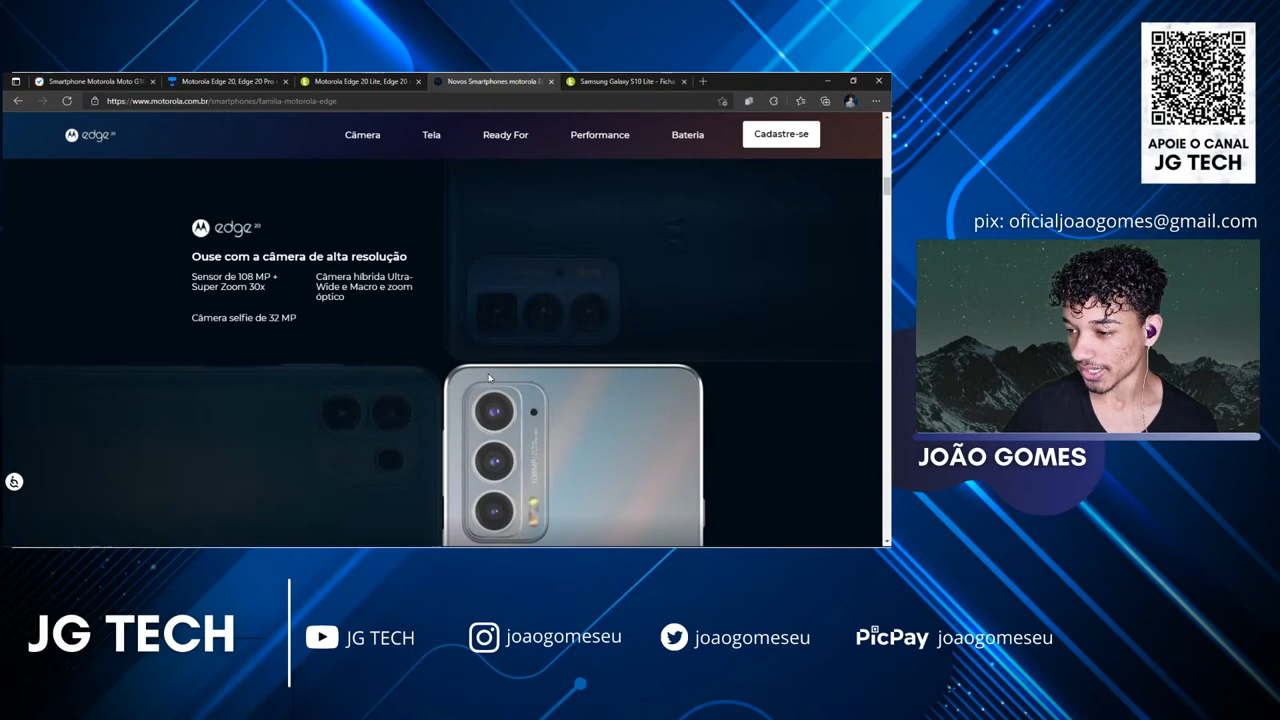 Smartphone Motorola Moto G10
Motorola Edge 20, Edge 20 Pro
Motorola Edge 20 Lite, Edge 20
Novos Smartphones motorola E
Samsung Galaxy S10 Lite - Ficha
https://www.motorola.com.br/smartphones/familia-motorola-edge
edge 20
Câmera
Tela
Ready For
Performance
Bateria
Cadastre-se
edge 20
Ouse com a câmera de alta resolução
Sensor de 108 MP +
Super Zoom 30x
Câmera híbrida Ultra-
Wide e Macro e zoom
óptico
Câmera selfie de 32 MP
APOIE O CANAL
JG TECH
pix: oficialjoaogomes@gmail.com
JOÃO GOMES
JG TECH
JG TECH
joaogomeseu
joaogomeseu
PicPay joaogomeseu